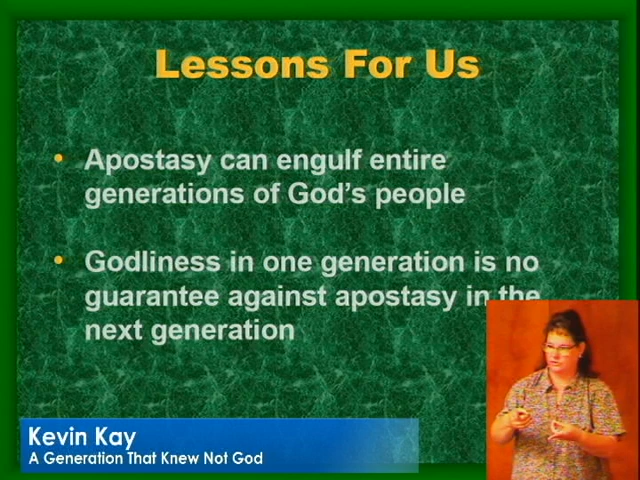 Lessons For Us
• Apostasy can engulf entire
generations of God's people
• Godliness in one generation is no
guarantee against apostasy in the
next generation
Kevin Kay
A Generation That Knew Not God